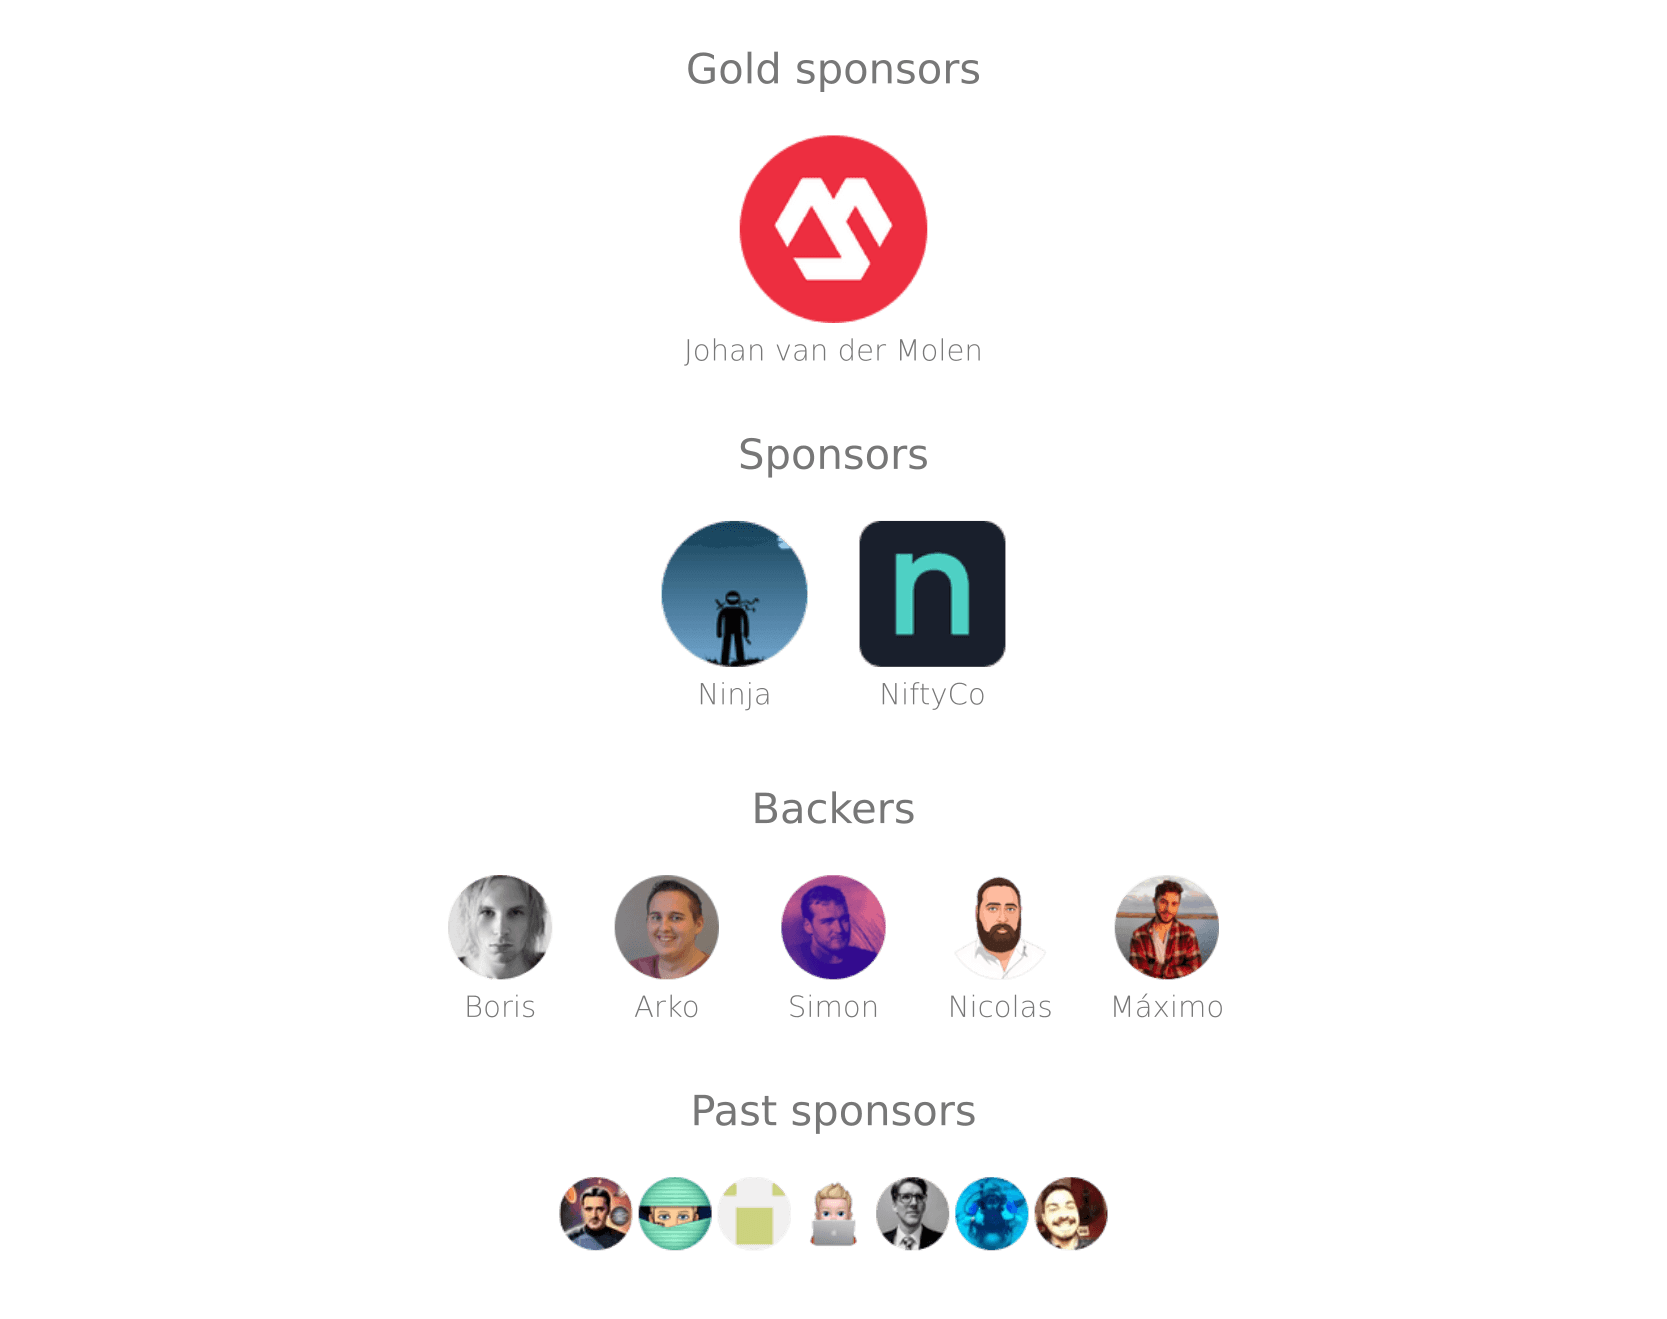 Gold sponsors
Johan van der Molen
Sponsors
n
Ninja NiftyCo
Backers
Boris Arko Simon Nicolas Máximo
Past sponsors